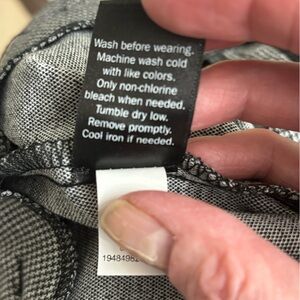 Wash before wearing.
Machine wash cold
with like colors.
Only non-chlorine
bleach when needed.
Tumble dry low.
Remove promptly.
Cool iron if needed.